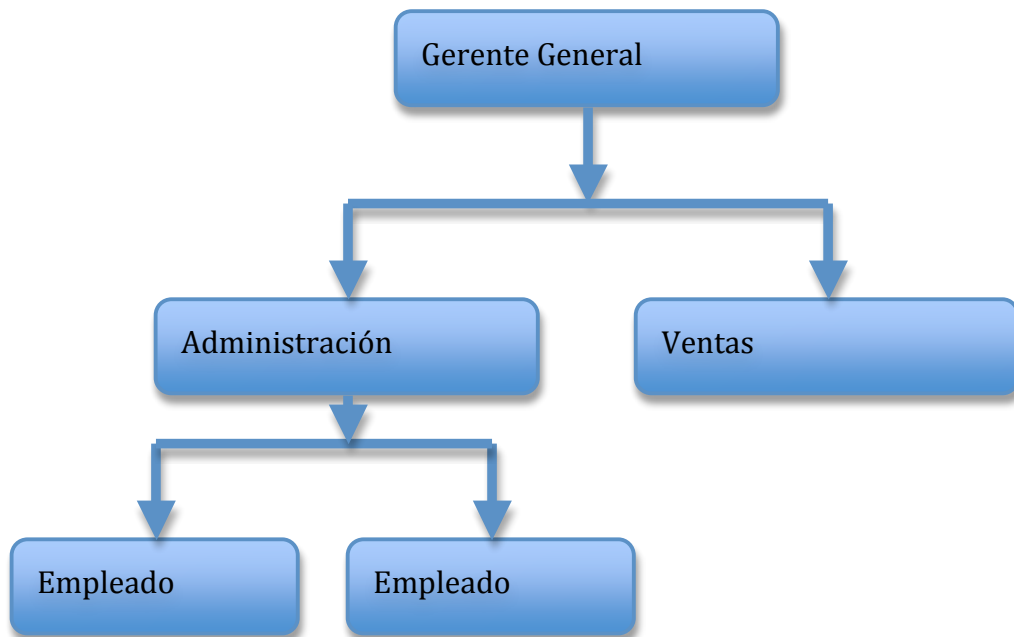 Gerente General
Administración
Ventas
Empleado
Empleado